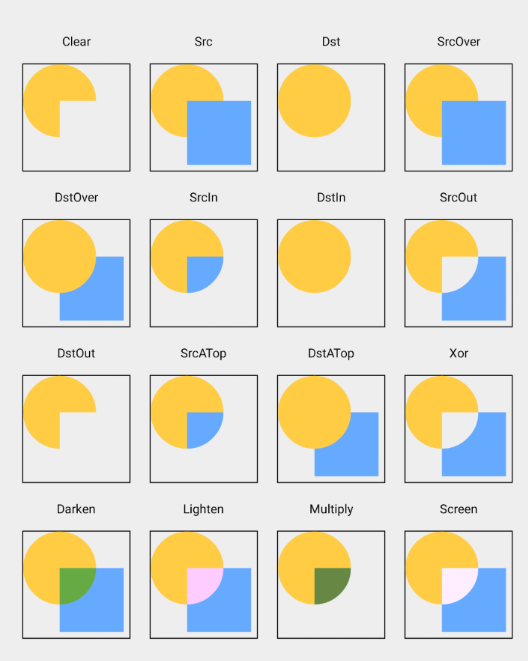 Clear Src Dst SrcOver
DstOver SrcIn DstIn SrcOut
DstOut SrcATop DstATop Xor
Darken Lighten Multiply Screen